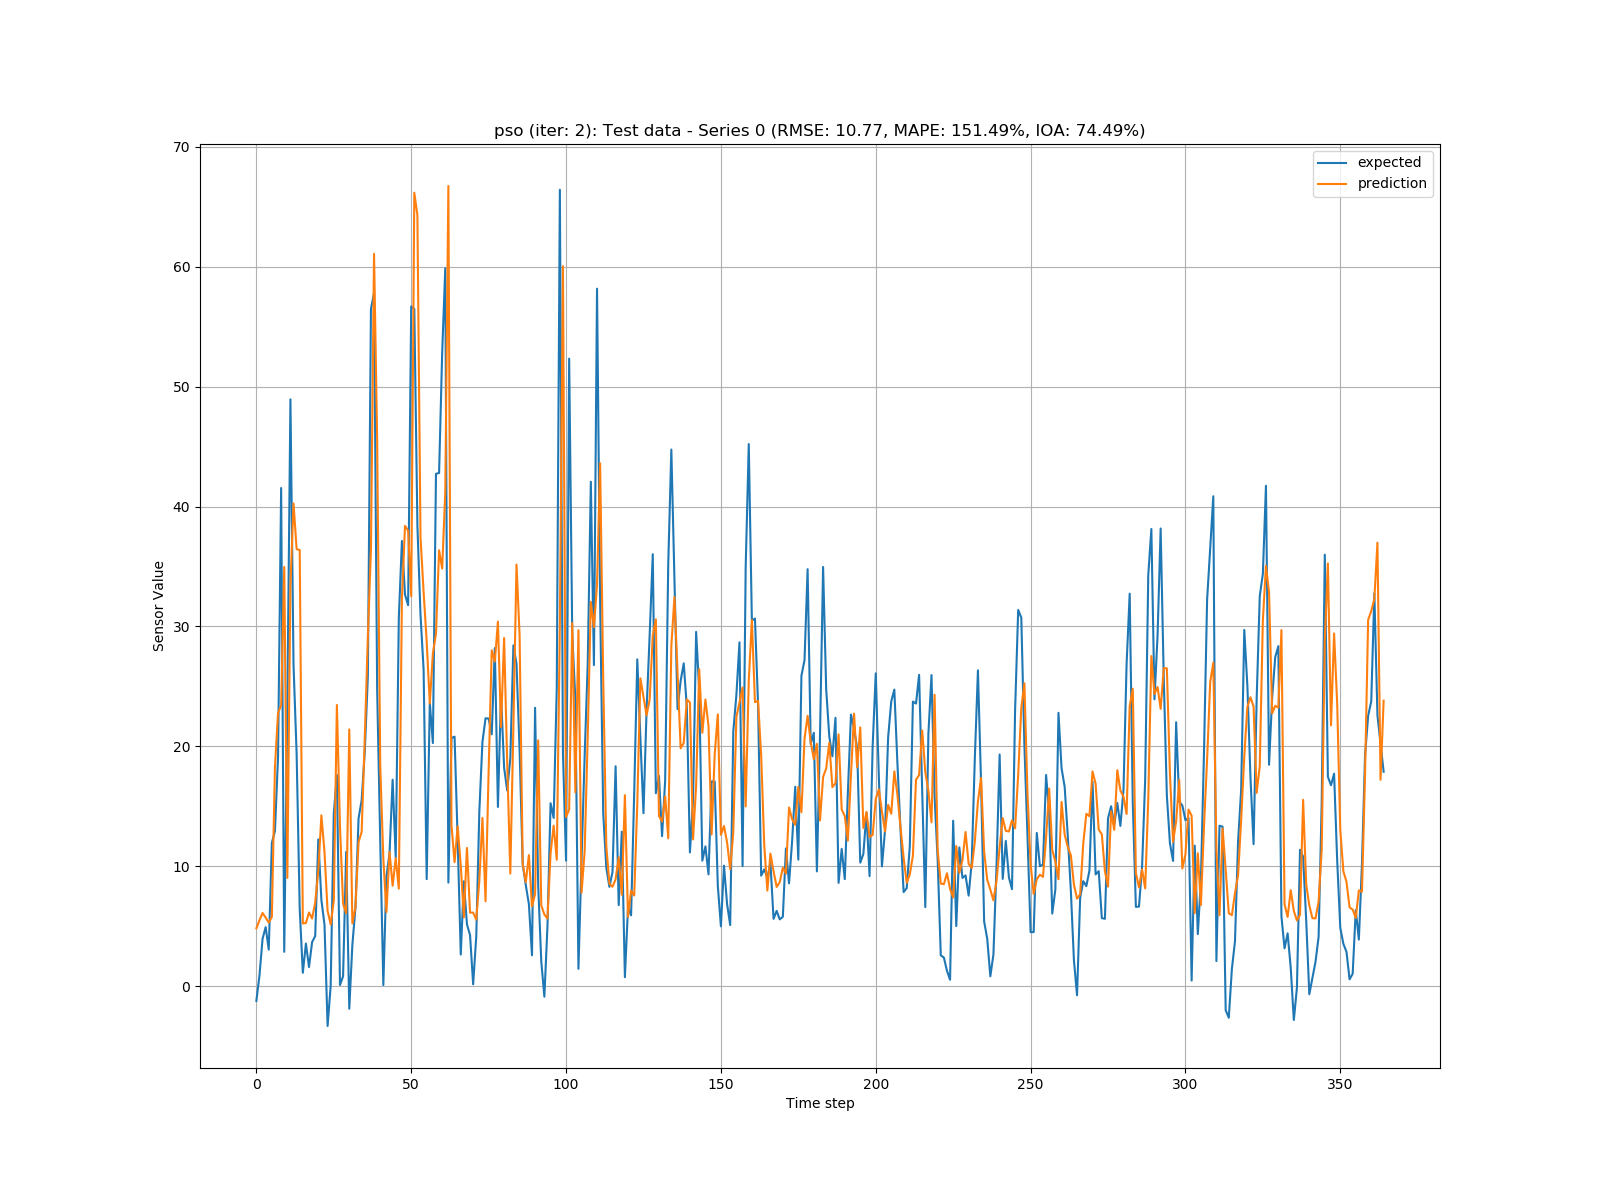 pso (iter: 2): Test data - Series 0 (RMSE: 10.77, MAPE: 151.49%, IOA: 74.49%)
70
60
50
40
30
20
10
0
Sensor Value
expected
prediction
0 50 100 150 200 250 300 350
Time step